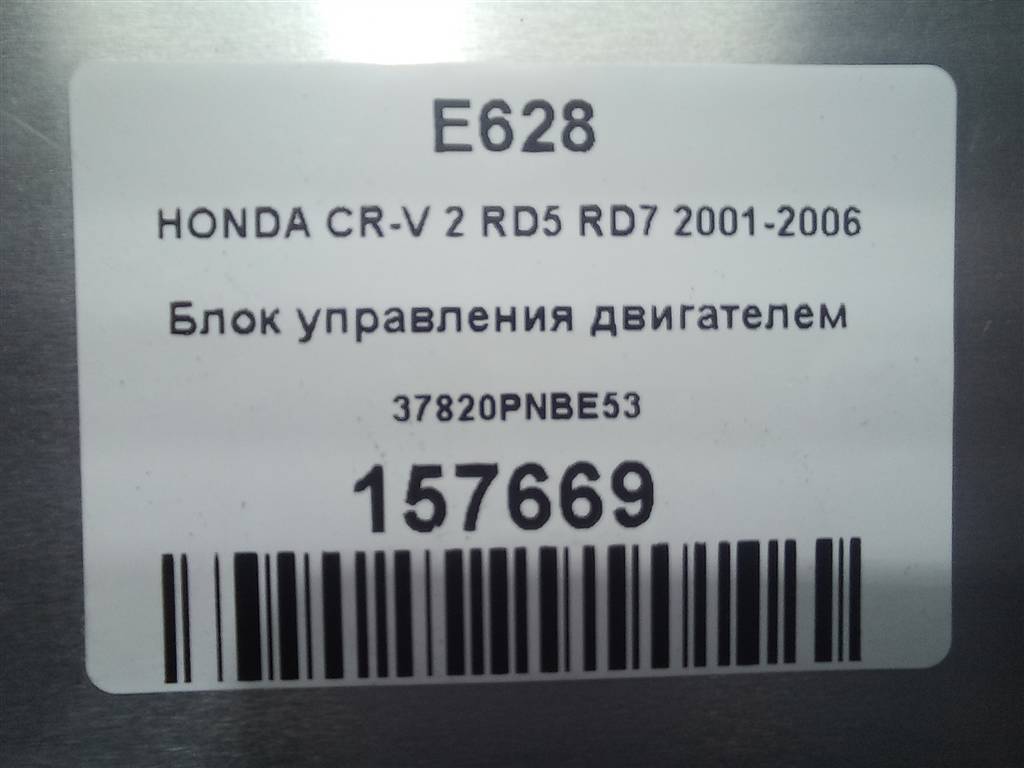 E628
HONDA CR-V 2 RD5 RD7 2001-2006
Блок управления двигателем
37820PNBE53
157669